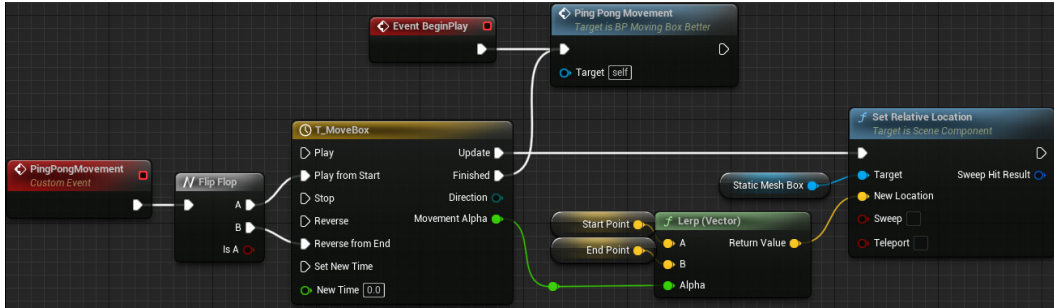 Event BeginPlay
Ping Pong Movement
Target is BP Moving Box Better
Target self
PingPongMovement
Custom Event
Flip Flop
A
B
Is A
T_MoveBox
Play
Update
Play from Start
Finished
Stop
Direction
Reverse
Movement Alpha
Reverse from End
Set New Time
New Time 0.0
Static Mesh Box
Start Point
End Point
f Lerp (Vector)
A
Return Value
B
Alpha
f Set Relative Location
Target is Scene Component
Target
Sweep Hit Result
New Location
Sweep
Teleport